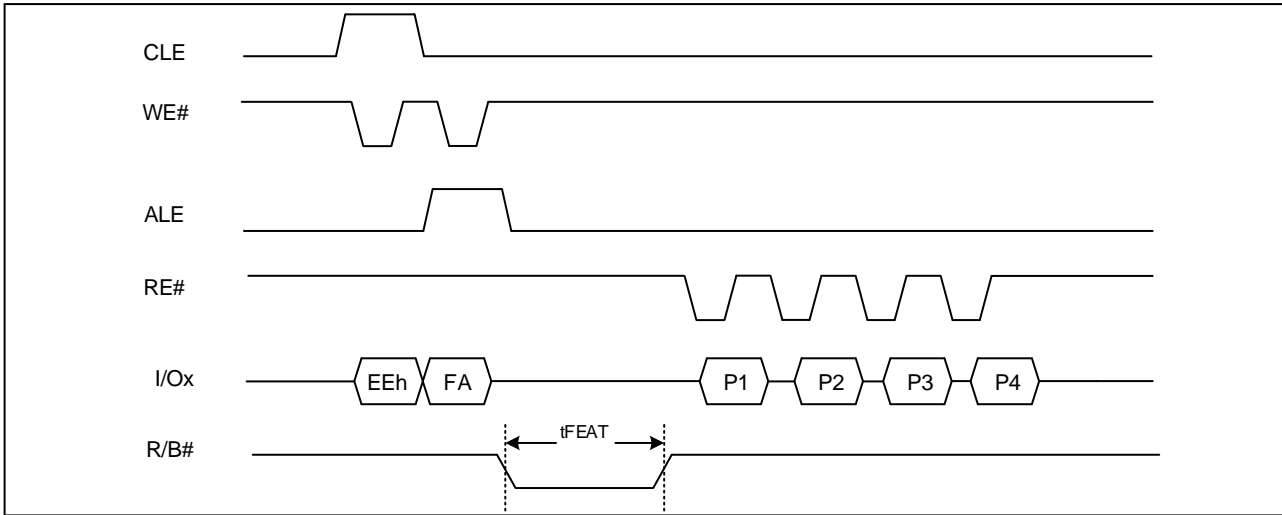 CLE
WE#
ALE
RE#
I/Ox EEh FA P1 P2 P3 P4
tFEAT
R/B#